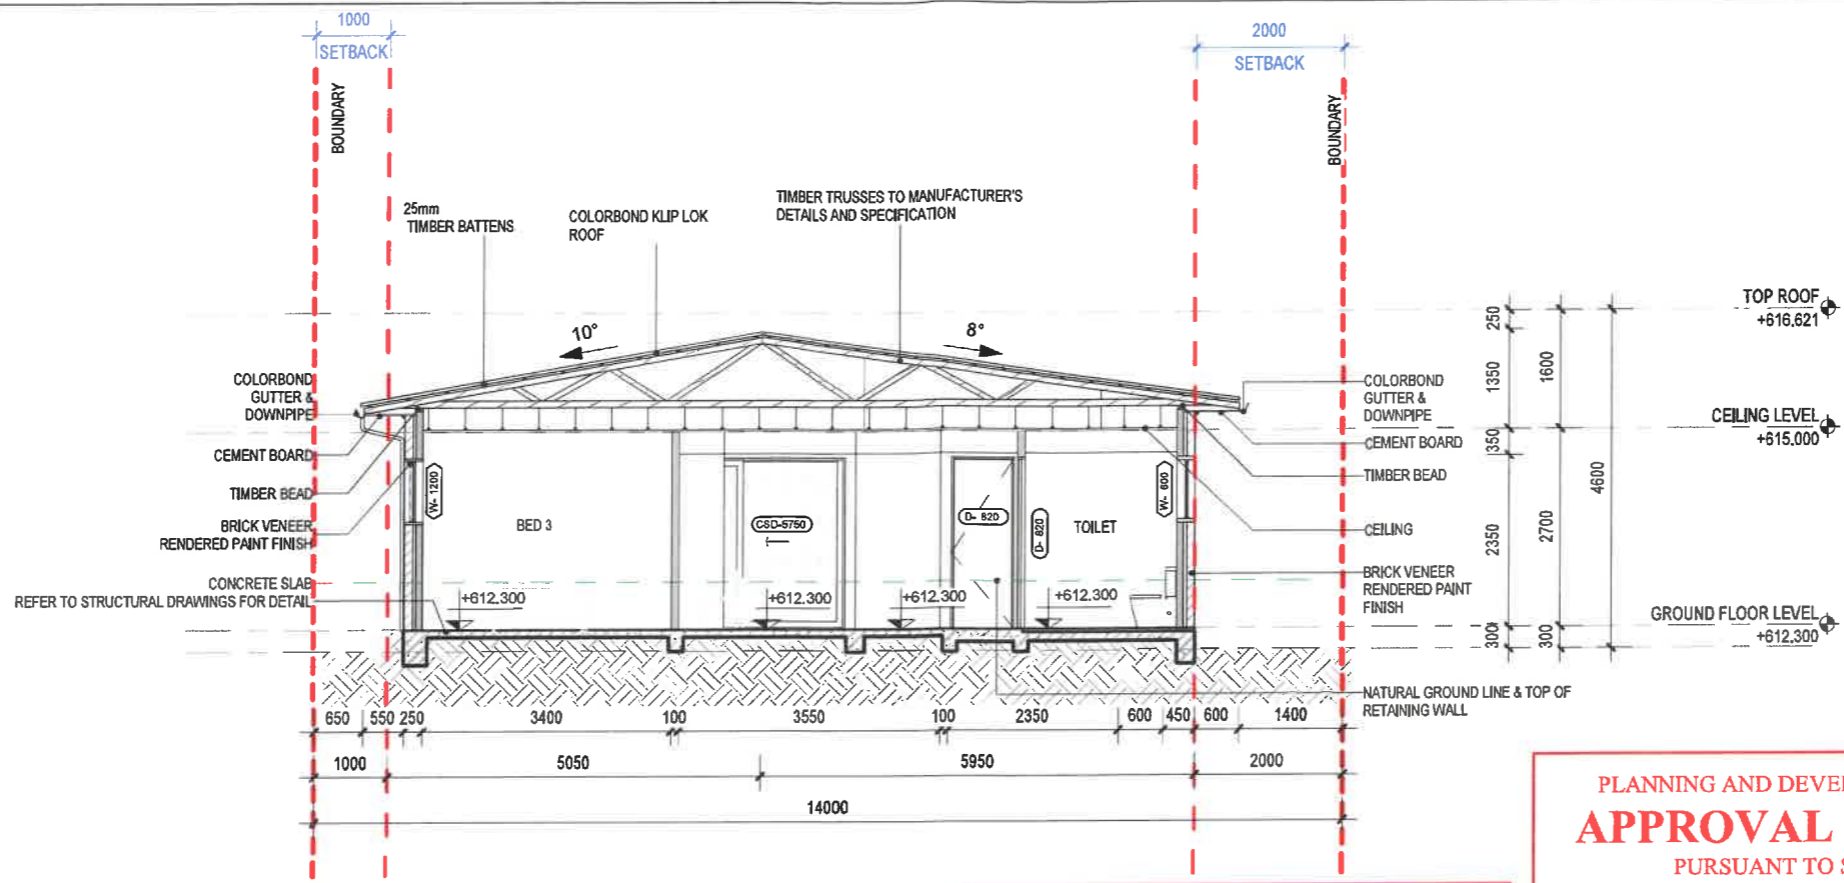 1000
SETBACK
2000
SETBACK
BOUNDARY
BOUNDARY
25mm
TIMBER BATTENS
COLORBOND KLIP LOK
ROOF
TIMBER TRUSSES TO MANUFACTURER'S
DETAILS AND SPECIFICATION
10°
8°
TOP ROOF
+616.621
250
1350
1600
COLORBOND
GUTTER &
DOWNPIPE
COLORBOND
GUTTER &
DOWNPIPE
CEILING LEVEL
+615.000
350
CEMENT BOARD
CEMENT BOARD
TIMBER BEAD
TIMBER BEAD
4600
W- 1200
W- 600
BRICK VENEER
RENDERED PAINT FINISH
BED 3
CSD-5750
D- 820
D- 820
TOILET
CEILING
2350
2700
CONCRETE SLAB
REFER TO STRUCTURAL DRAWINGS FOR DETAIL
BRICK VENEER
RENDERED PAINT
FINISH
+612.300
+612.300
+612.300
+612.300
GROUND FLOOR LEVEL
+612.300
300
300
NATURAL GROUND LINE & TOP OF
RETAINING WALL
650 550 250 3400 100 3550 100 2350 600 450 600 1400
1000 5050 5950 2000
14000
PLANNING AND DEVE
APPROVAL
PURSUANT TO S